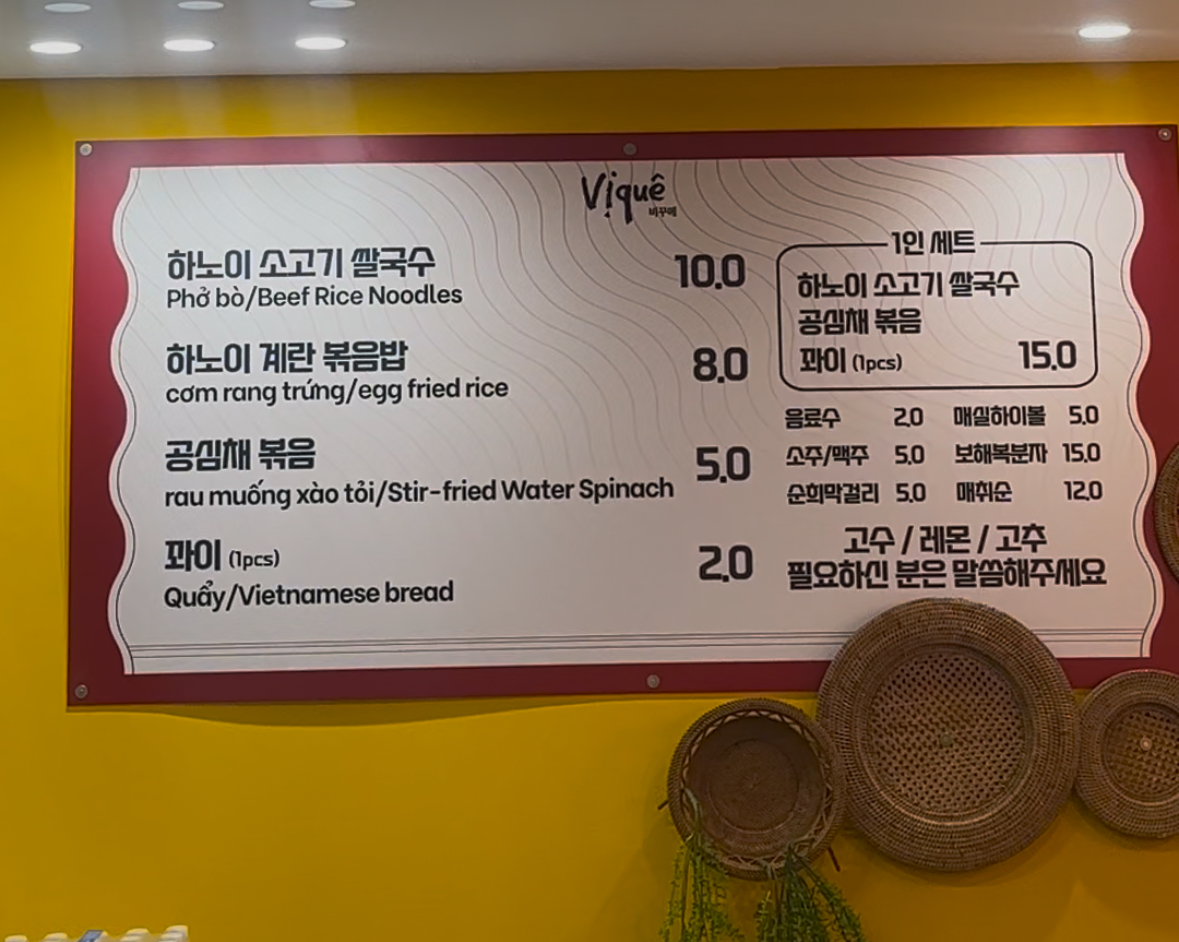 Vịquê
비꾸에
하노이 소고기 쌀국수 10.0
Phở bò/Beef Rice Noodles
하노이 계란 볶음밥 8.0
cơm rang trứng/egg fried rice
공심채 볶음 5.0
rau muống xào tỏi/Stir-fried Water Spinach
꽈이 (1pcs) 2.0
Quẩy/Vietnamese bread
1인 세트
하노이 소고기 쌀국수
공심채 볶음
꽈이 (1pcs) 15.0
음료수 2.0 매실하이볼 5.0
소주/맥주 5.0 보해복분자 15.0
순희막걸리 5.0 매취순 12.0
고수 / 레몬 / 고추
필요하신 분은 말씀해주세요